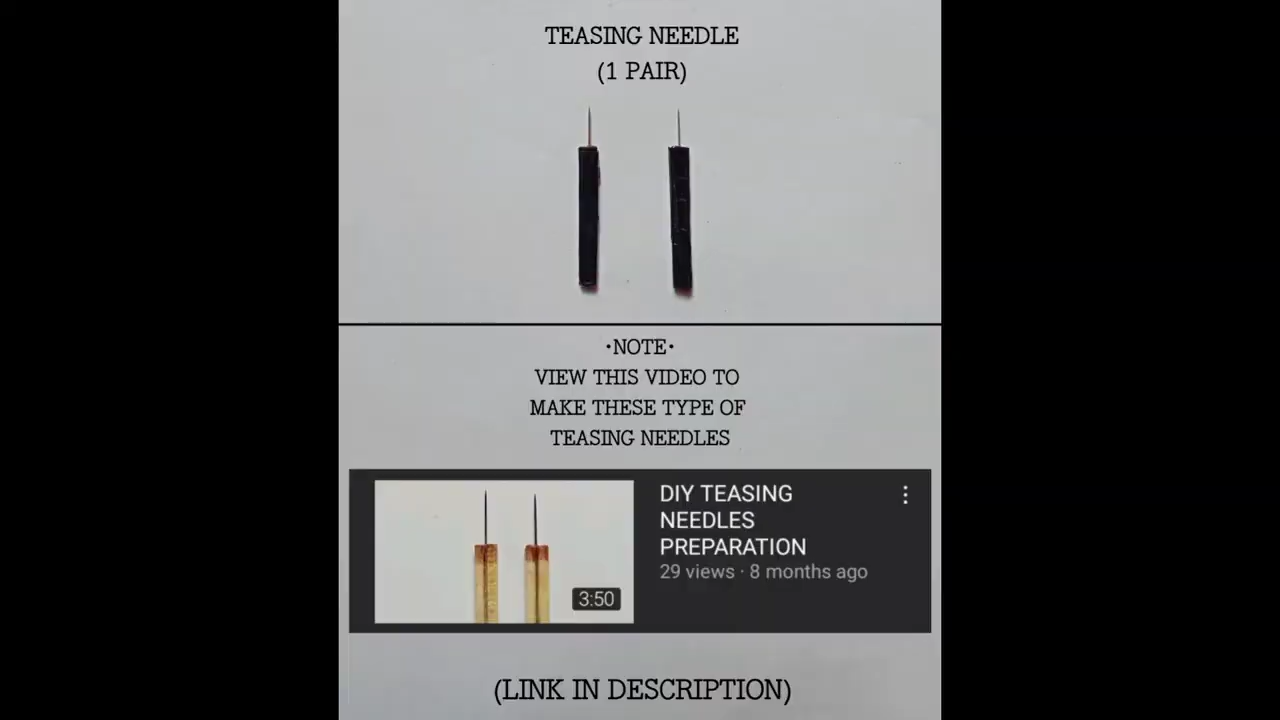 TEASING NEEDLE
(1 PAIR)
•NOTE•
VIEW THIS VIDEO TO
MAKE THESE TYPE OF
TEASING NEEDLES
DIY TEASING
NEEDLES
PREPARATION
29 views · 8 months ago
3:50
(LINK IN DESCRIPTION)